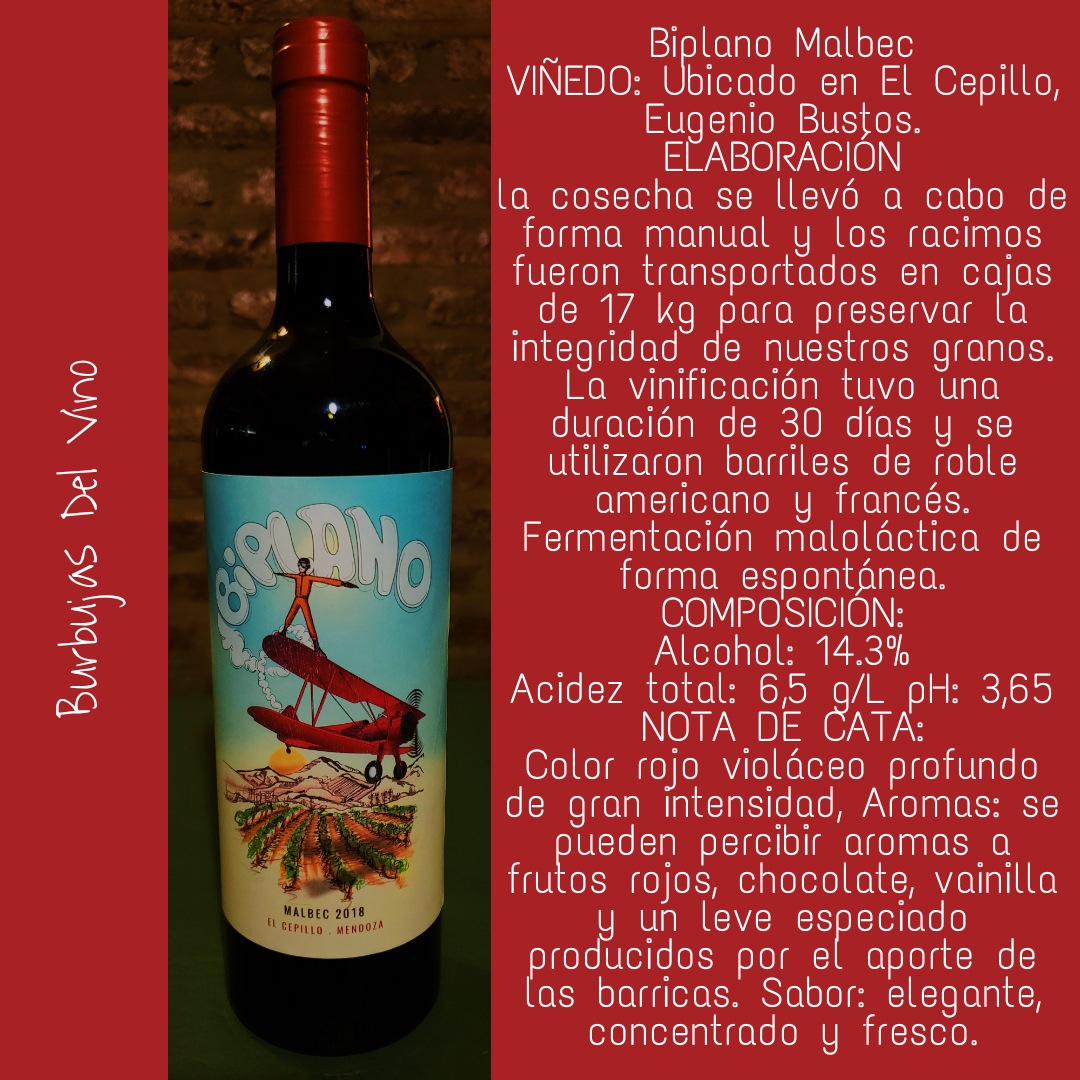 Burbujas Del Vino
BiPLANO
MALBEC 2018
EL CEPILLO . MENDOZA
Biplano Malbec
VIÑEDO: Ubicado en El Cepillo,
Eugenio Bustos.
ELABORACIÓN
la cosecha se llevó a cabo de
forma manual y los racimos
fueron transportados en cajas
de 17 kg para preservar la
integridad de nuestros granos.
La vinificación tuvo una
duración de 30 días y se
utilizaron barriles de roble
americano y francés.
Fermentación maloláctica de
forma espontánea.
COMPOSICIÓN:
Alcohol: 14.3%
Acidez total: 6,5 g/L pH: 3,65
NOTA DE CATA:
Color rojo violáceo profundo
de gran intensidad, Aromas: se
pueden percibir aromas a
frutos rojos, chocolate, vainilla
y un leve especiado
producidos por el aporte de
las barricas. Sabor: elegante,
concentrado y fresco.